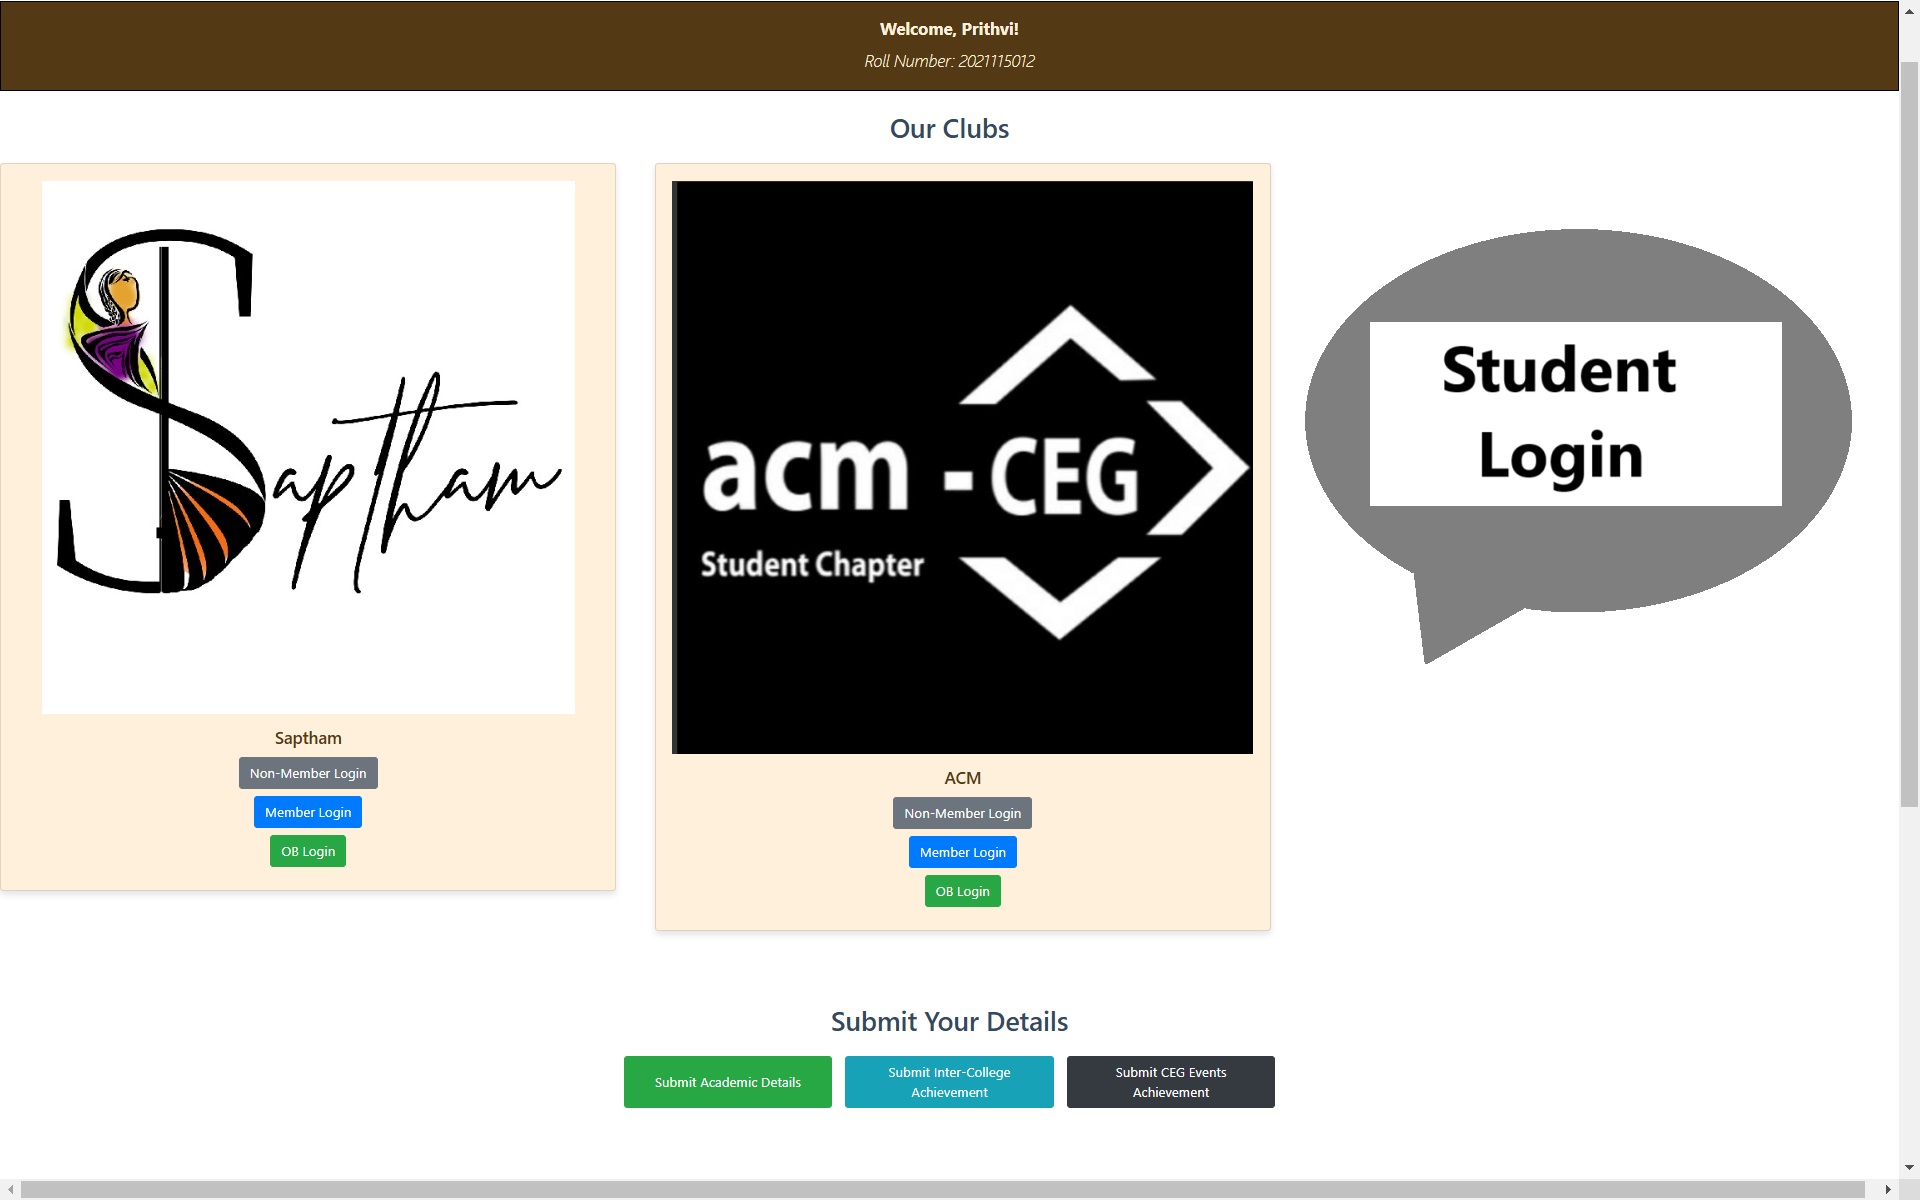 Welcome, Prithvi!
Roll Number: 2021115012
Our Clubs
Saptham
Saptham
Non-Member Login
Member Login
OB Login
acm - CEG
Student Chapter
ACM
Non-Member Login
Member Login
OB Login
Student
Login
Submit Your Details
Submit Academic Details
Submit Inter-College
Achievement
Submit CEG Events
Achievement